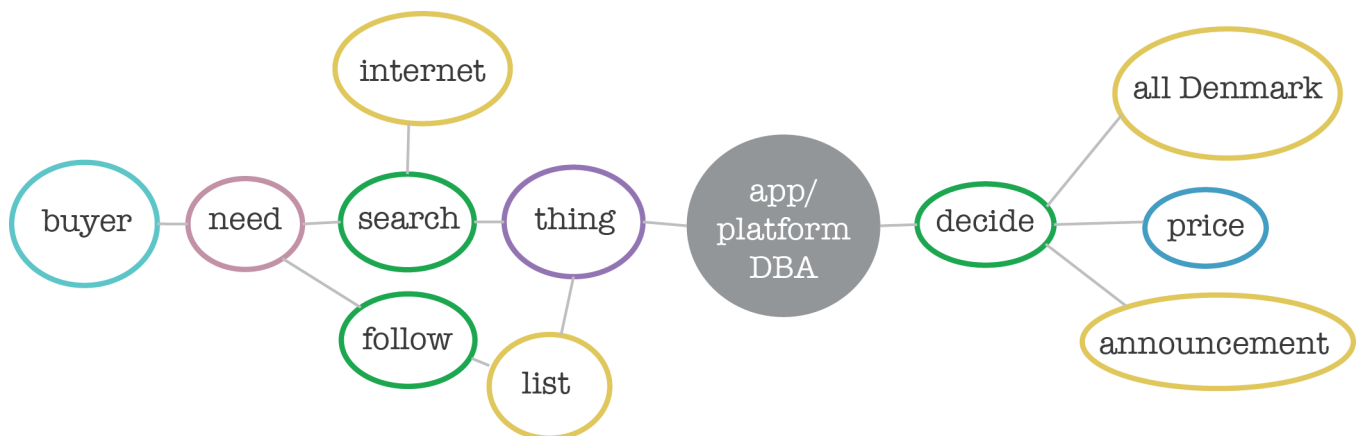 internet
all Denmark
buyer
need
search
thing
app/
platform
DBA
decide
price
follow
list
announcement